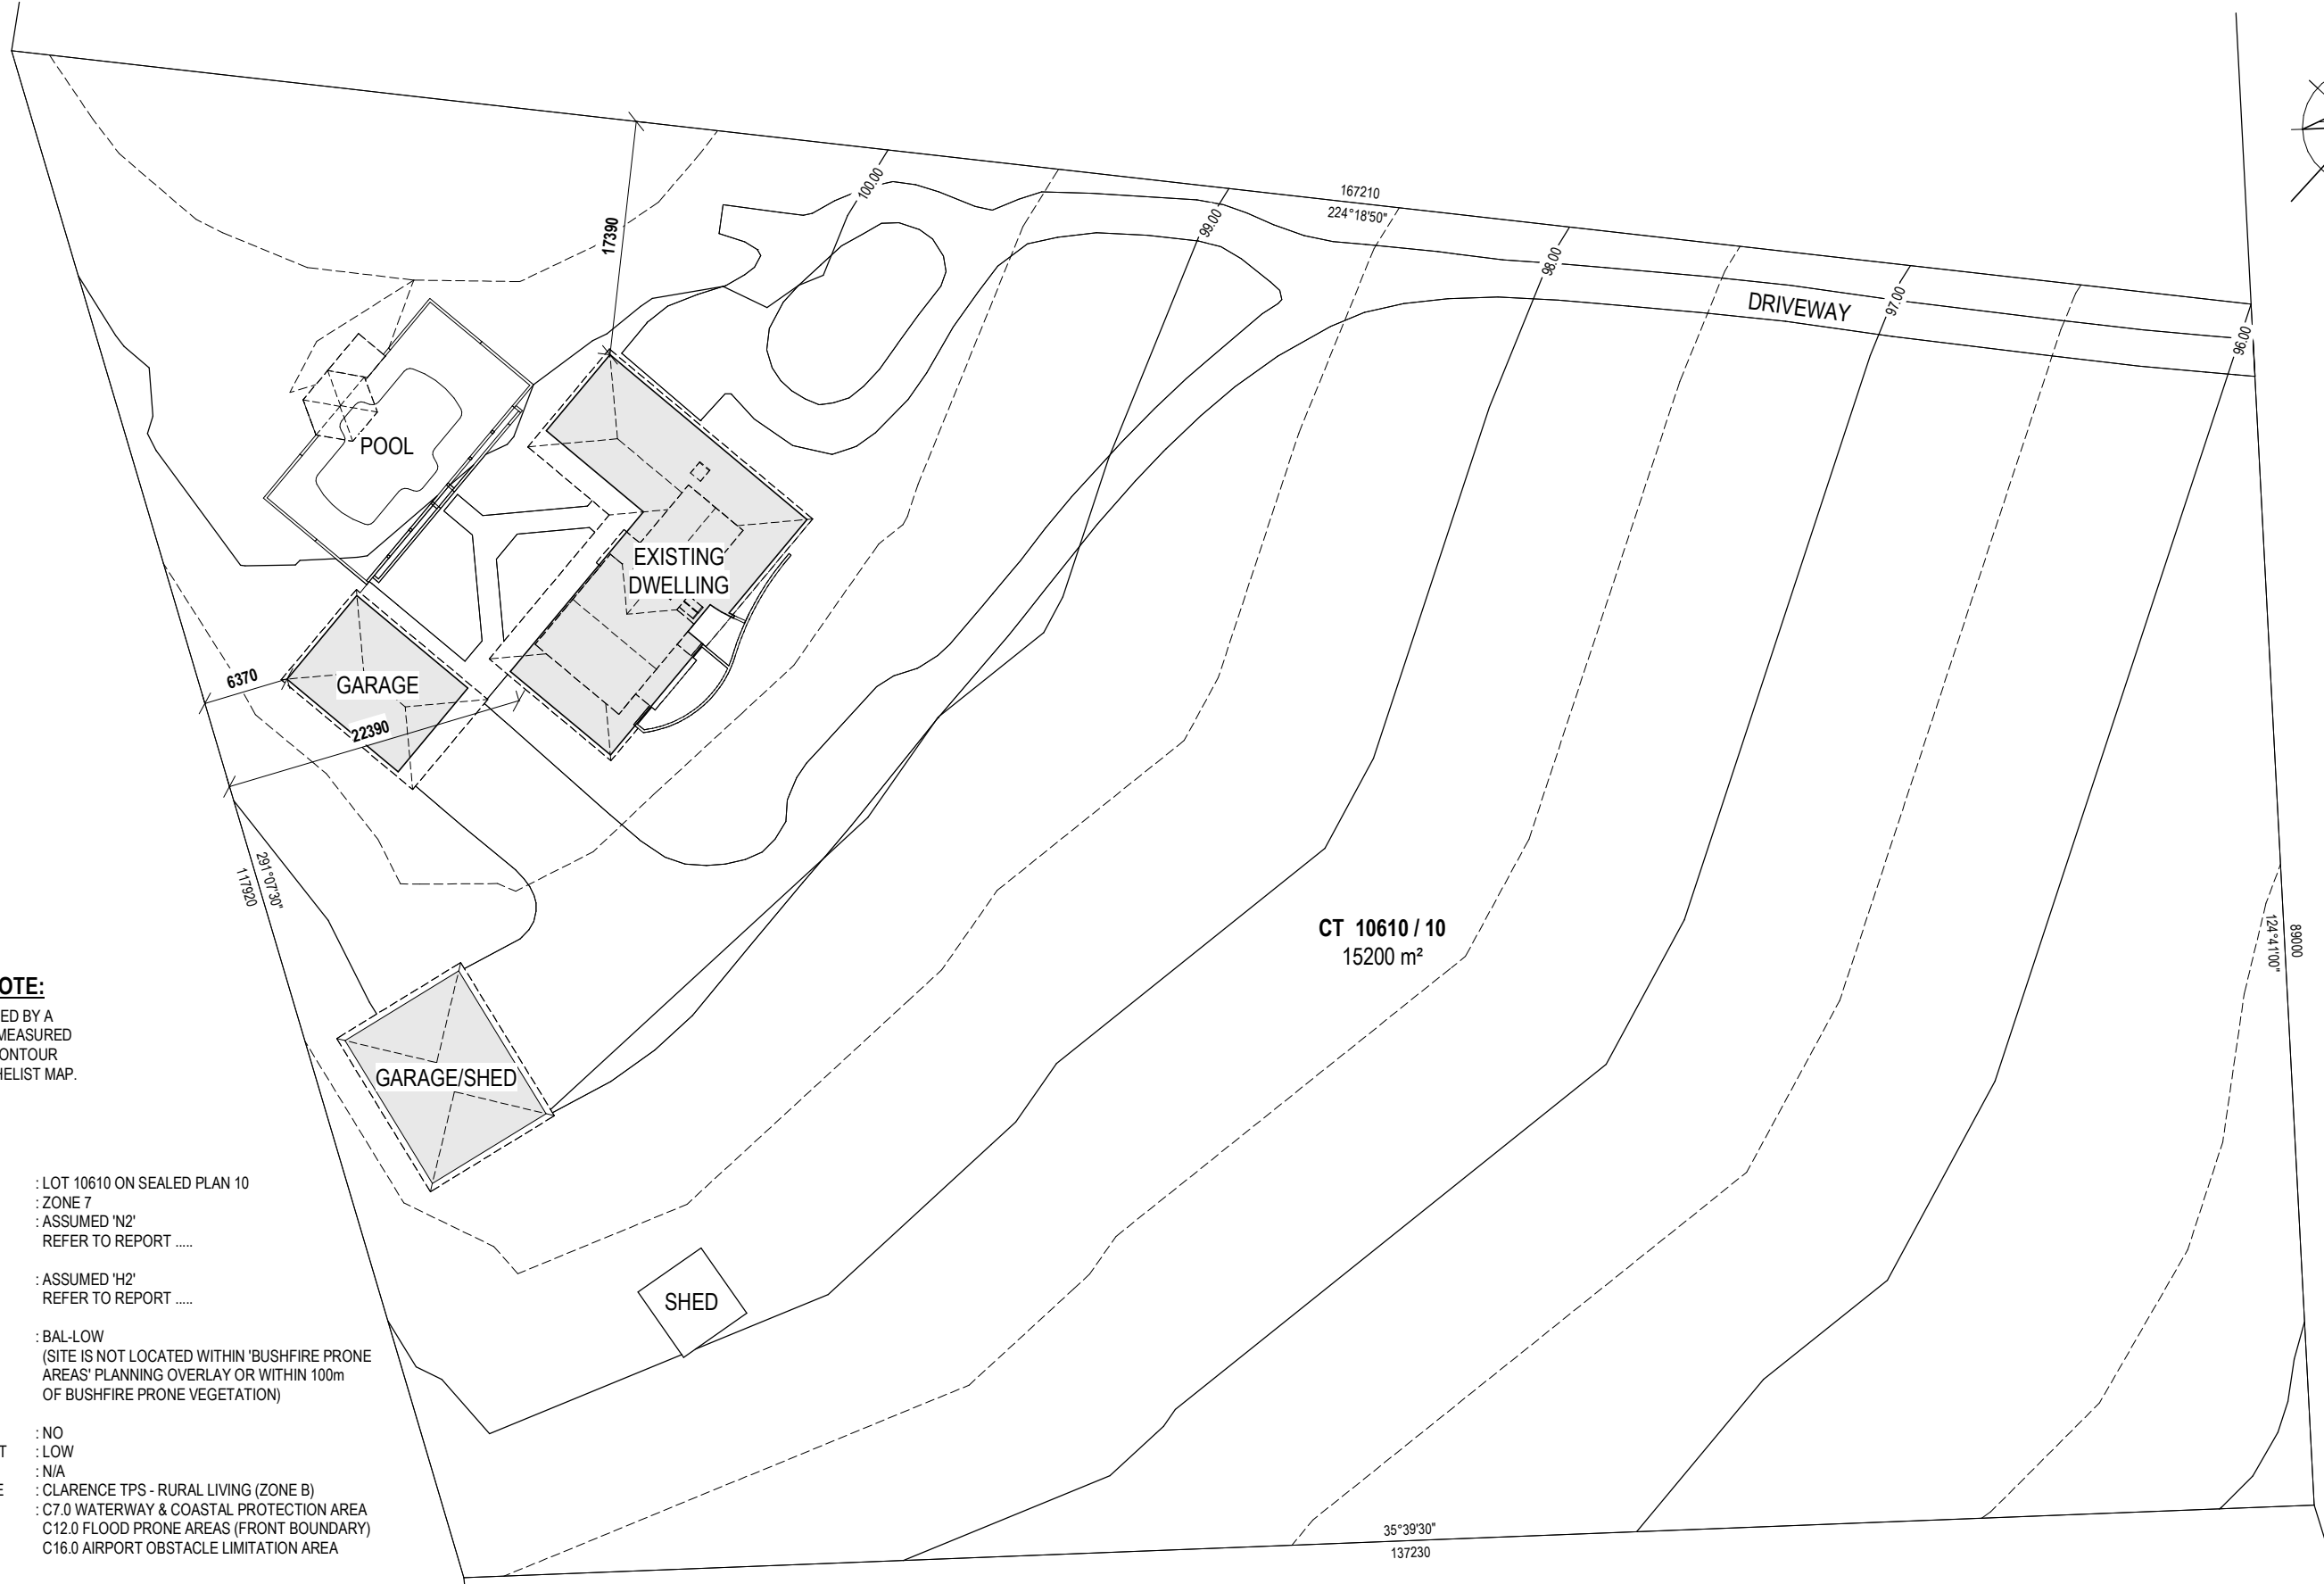 167210
224°18'50"
100.00
99.00
98.00
97.00
96.00
DRIVEWAY
17390
POOL
EXISTING
DWELLING
GARAGE
6370
22390
291°07'30"
117920
CT 10610 / 10
15200 m²
89000
124°41'00"
OTE:
ED BY A
MEASURED
ONTOUR
HELIST MAP.
GARAGE/SHED
SHED
: LOT 10610 ON SEALED PLAN 10
: ZONE 7
: ASSUMED 'N2'
REFER TO REPORT .....
: ASSUMED 'H2'
REFER TO REPORT .....
: BAL-LOW
(SITE IS NOT LOCATED WITHIN 'BUSHFIRE PRONE
AREAS' PLANNING OVERLAY OR WITHIN 100m
OF BUSHFIRE PRONE VEGETATION)
: NO
T : LOW
: N/A
E : CLARENCE TPS - RURAL LIVING (ZONE B)
: C7.0 WATERWAY & COASTAL PROTECTION AREA
C12.0 FLOOD PRONE AREAS (FRONT BOUNDARY)
C16.0 AIRPORT OBSTACLE LIMITATION AREA
35°39'30"
137230